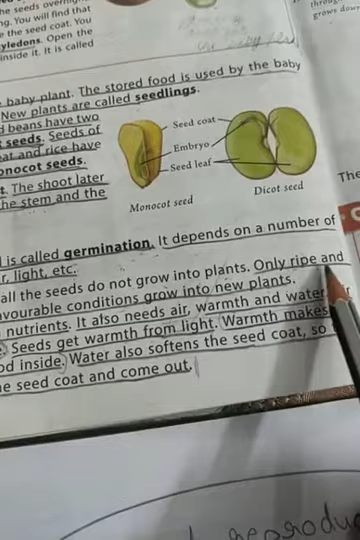 he seeds overnight
ng. You will find that
e the seed coat. You
yledons. Open the
inside it. It is called
grows down
baby plant. The stored food is used by the baby
New plants are called seedlings.
d beans have two
t seeds. Seeds of
eat and rice have
onocot seeds.
t. The shoot later
he stem and the
Seed coat
Embryo
Seed leaf
Monocot seed
Dicot seed
The
is called germination. It depends on a number of
r, light, etc.
all the seeds do not grow into plants. Only ripe and
avourable conditions grow into new plants.
nutrients. It also needs air, warmth and water
Seeds get warmth from light. Warmth makes
od inside. Water also softens the seed coat, so
he seed coat and come out.
reprodu